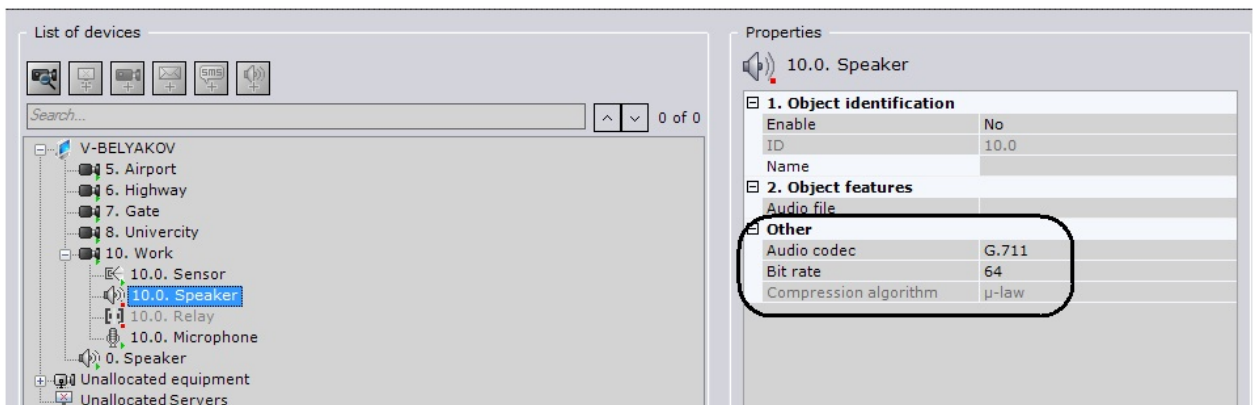 List of devices
SMS
Search...
0 of 0
V-BELYAKOV
5. Airport
6. Highway
7. Gate
8. Univercity
10. Work
10.0. Sensor
10.0. Speaker
10.0. Relay
10.0. Microphone
0. Speaker
Unallocated equipment
Unallocated Servers
Properties
10.0. Speaker
1. Object identification
Enable No
ID 10.0
Name
2. Object features
Audio file
Other
Audio codec G.711
Bit rate 64
Compression algorithm μ-law